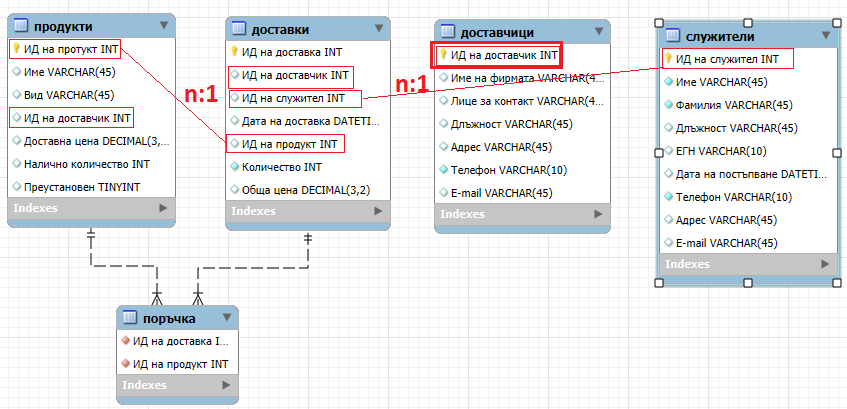 продукти
ИД на протукт INT
Име VARCHAR(45)
Вид VARCHAR(45)
ИД на доставчик INT
Доставна цена DECIMAL(3,...
Налично количество INT
Преустановен TINYINT
Indexes
доставки
ИД на доставка INT
ИД на доставчик INT
ИД на служител INT
Дата на доставка DATETI...
ИД на продукт INT
Количество INT
Обща цена DECIMAL(3,2)
Indexes
доставчици
ИД на доставчик INT
Име на фирмата VARCHAR(4...
Лице за контакт VARCHAR(4...
Длъжност VARCHAR(45)
Адрес VARCHAR(45)
Телефон VARCHAR(10)
E-mail VARCHAR(45)
Indexes
служители
ИД на служител INT
Име VARCHAR(45)
Фамилия VARCHAR(45)
Длъжност VARCHAR(45)
ЕГН VARCHAR(10)
Дата на постъпване DATETI...
Телефон VARCHAR(10)
Адрес VARCHAR(45)
E-mail VARCHAR(45)
Indexes
n:1
n:1
поръчка
ИД на доставка I...
ИД на продукт INT
Indexes